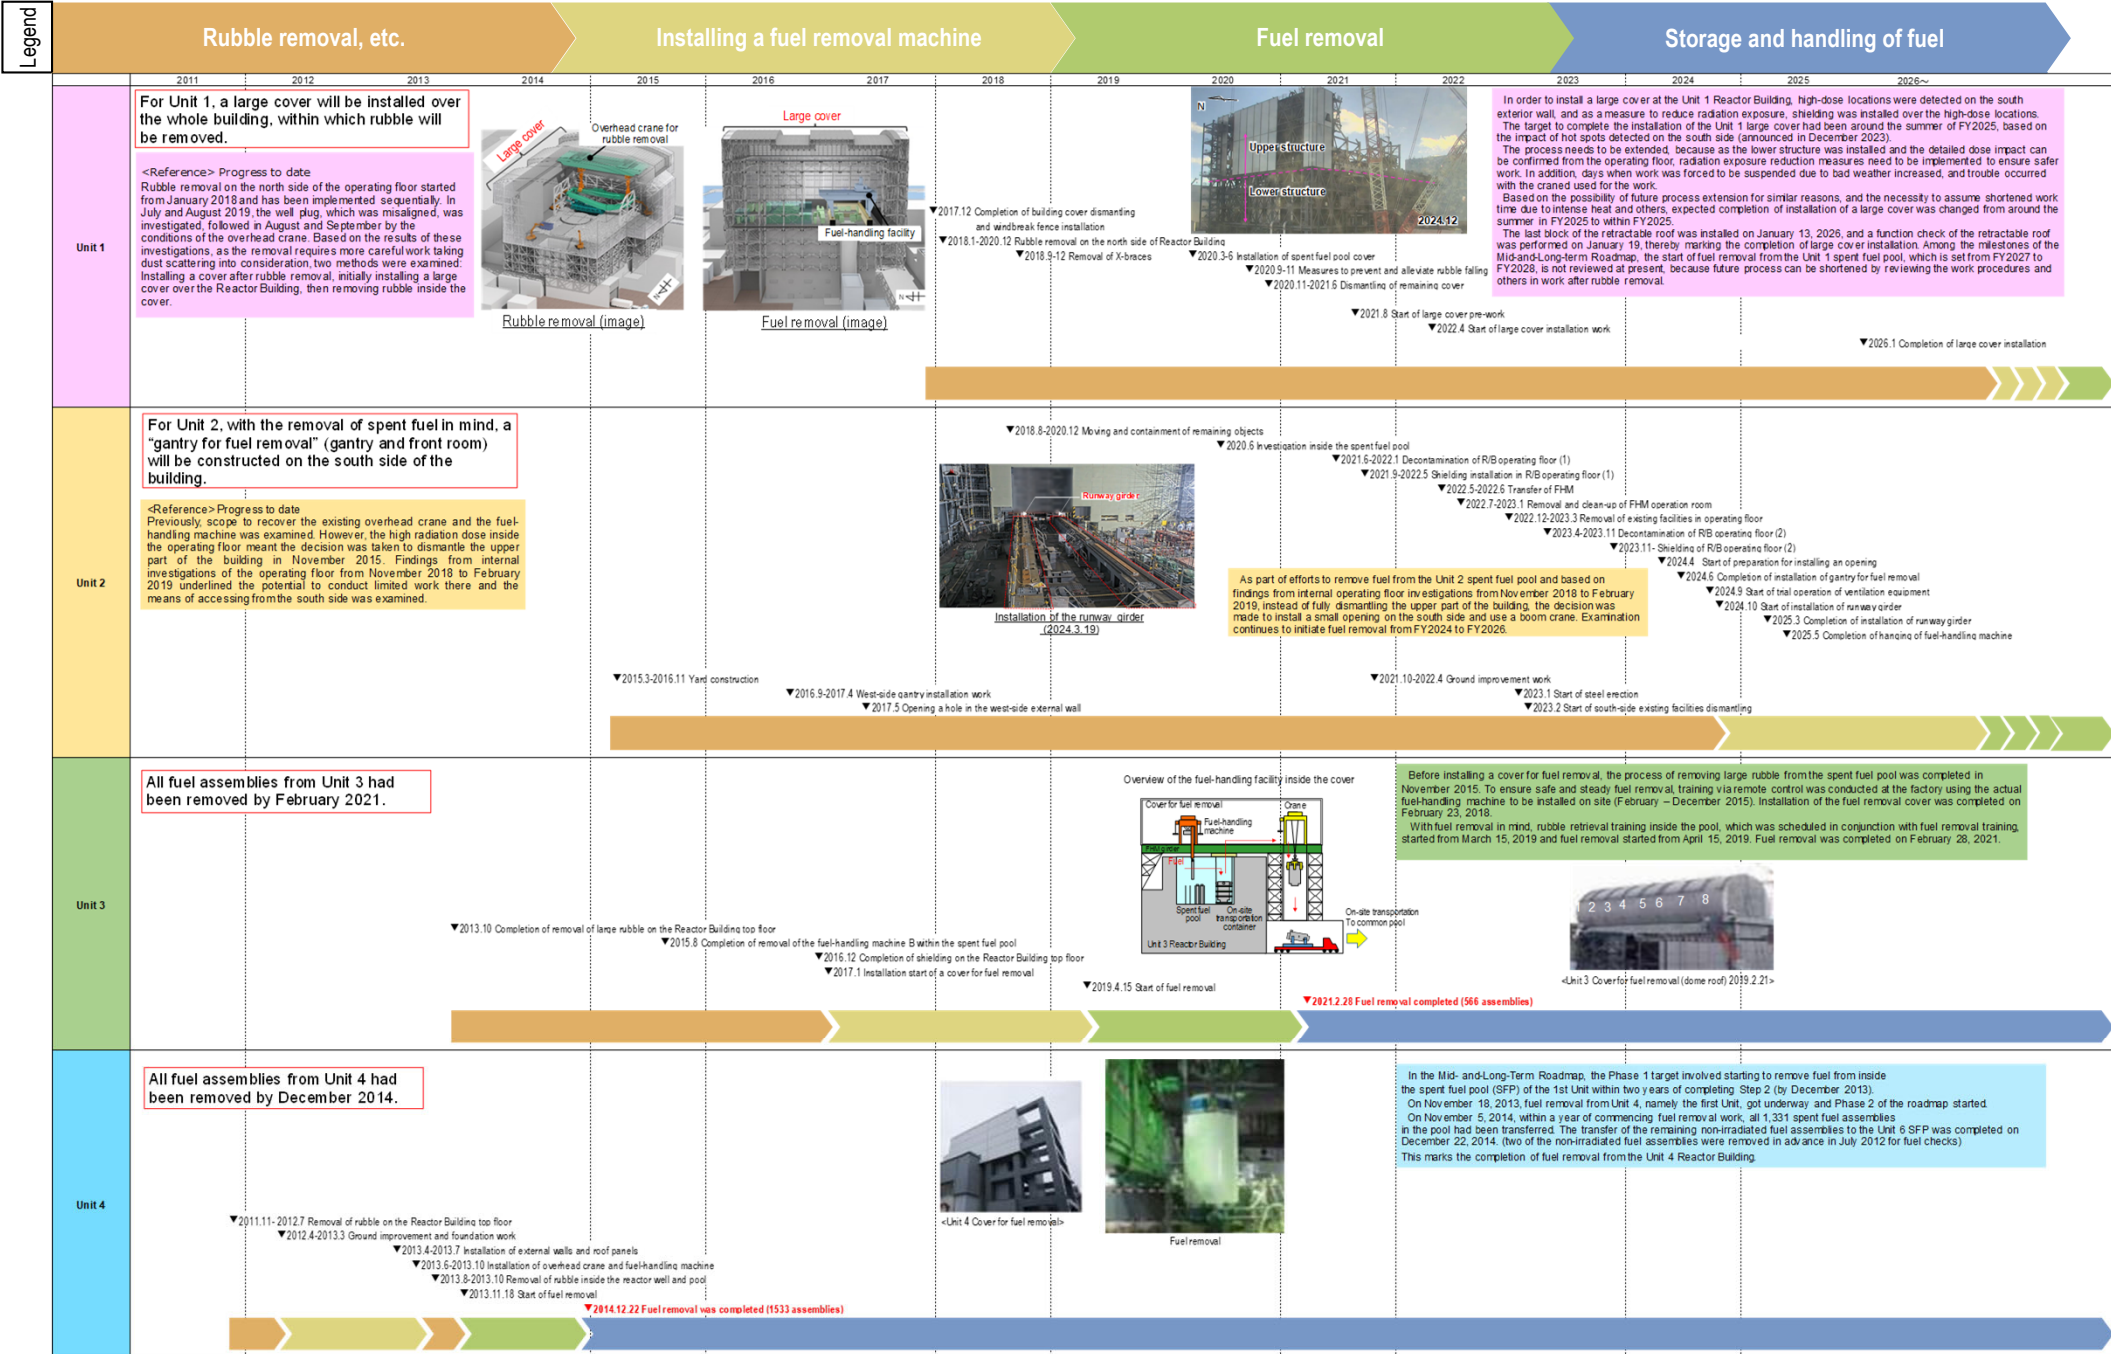 Legend
Rubble removal, etc.
Installing a fuel removal machine
Fuel removal
Storage and handling of fuel
2011
2012
2013
2014
2015
2016
2017
2018
2019
2020
2021
2022
2023
2024
2025
2026～
Unit 1
For Unit 1, a large cover will be installed over
the whole building, within which rubble will
be removed.
<Reference> Progress to date
Rubble removal on the north side of the operating floor started
from January 2018 and has been implemented sequentially. In
July and August 2019, the well plug, which was misaligned, was
investigated, followed in August and September by the
conditions of the overhead crane. Based on the results of these
investigations, as the removal requires more careful work taking
dust scattering into consideration, two methods were examined:
Installing a cover after rubble removal, initially installing a large
cover over the Reactor Building, then removing rubble inside the
cover.
Large cover
Overhead crane for
rubble removal
N
Rubble removal (image)
Large cover
Fuel-handling facility
N
Fuel removal (image)
N
Upper structure
Lower structure
2024.12
In order to install a large cover at the Unit 1 Reactor Building, high-dose locations were detected on the south
exterior wall, and as a measure to reduce radiation exposure, shielding was installed over the high-dose locations.
The target to complete the installation of the Unit 1 large cover had been around the summer of FY2025, based on
the impact of hot spots detected on the south side (announced in December 2023).
The process needs to be extended, because as the lower structure was installed and the detailed dose impact can
be confirmed from the operating floor, radiation exposure reduction measures need to be implemented to ensure safer
work. In addition, days when work was forced to be suspended due to bad weather increased, and trouble occurred
with the craned used for the work.
Based on the possibility of future process extension for similar reasons, and the necessity to assume shortened work
time due to intense heat and others, expected completion of installation of a large cover was changed from around the
summer in FY2025 to within FY2025.
The last block of the retractable roof was installed on January 13, 2026, and a function check of the retractable roof
was performed on January 19, thereby marking the completion of large cover installation. Among the milestones of the
Mid-and-Long-term Roadmap, the start of fuel removal from the Unit 1 spent fuel pool, which is set from FY2027 to
FY2028, is not reviewed at present, because future process can be shortened by reviewing the work procedures and
others in work after rubble removal.
▼2017.12 Completion of building cover dismantling
and windbreak fence installation
▼2018.1-2020.12 Rubble removal on the north side of Reactor Building
▼2018.9-12 Removal of X-braces
▼2020.3-6 Installation of spent fuel pool cover
▼2020.9-11 Measures to prevent and alleviate rubble falling
▼2020.11-2021.6 Dismantling of remaining cover
▼2021.8 Start of large cover pre-work
▼2022.4 Start of large cover installation work
▼2026.1 Completion of large cover installation
Unit 2
For Unit 2, with the removal of spent fuel in mind, a
“gantry for fuel removal” (gantry and front room)
will be constructed on the south side of the
building.
<Reference> Progress to date
Previously, scope to recover the existing overhead crane and the fuel-
handling machine was examined. However, the high radiation dose inside
the operating floor meant the decision was taken to dismantle the upper
part of the building in November 2015. Findings from internal
investigations of the operating floor from November 2018 to February
2019 underlined the potential to conduct limited work there and the
means of accessing from the south side was examined.
Runway girder
Installation of the runway girder
(2024.3.19)
▼2018.8-2020.12 Moving and containment of remaining objects
▼2020.6 Investigation inside the spent fuel pool
▼2021.6-2022.1 Decontamination of R/B operating floor (1)
▼2021.9-2022.5 Shielding installation in R/B operating floor (1)
▼2022.5-2022.6 Transfer of FHM
▼2022.7-2023.1 Removal and clean-up of FHM operation room
▼2022.12-2023.3 Removal of existing facilities in operating floor
▼2023.4-2023.11 Decontamination of R/B operating floor (2)
▼2023.11- Shielding of R/B operating floor (2)
▼2024.4 Start of preparation for installing an opening
▼2024.6 Completion of installation of gantry for fuel removal
▼2024.9 Start of trial operation of ventilation equipment
▼2024.10 Start of installation of runway girder
▼2025.3 Completion of installation of runway girder
▼2025.5 Completion of hanging of fuel-handling machine
As part of efforts to remove fuel from the Unit 2 spent fuel pool and based on
findings from internal operating floor investigations from November 2018 to February
2019, instead of fully dismantling the upper part of the building, the decision was
made to install a small opening on the south side and use a boom crane. Examination
continues to initiate fuel removal from FY2024 to FY2026.
▼2015.3-2016.11 Yard construction
▼2016.9-2017.4 West-side gantry installation work
▼2017.5 Opening a hole in the west-side external wall
▼2021.10-2022.4 Ground improvement work
▼2023.1 Start of steel erection
▼2023.2 Start of south-side existing facilities dismantling
Unit 3
All fuel assemblies from Unit 3 had
been removed by February 2021.
Overview of the fuel-handling facility inside the cover
Cover for fuel removal
Crane
Fuel-handling
machine
FHM girder
Fuel
Spent fuel
pool
On-site
transportation
container
Unit 3 Reactor Building
On-site transportation
To common pool
Before installing a cover for fuel removal, the process of removing large rubble from the spent fuel pool was completed in
November 2015. To ensure safe and steady fuel removal, training via remote control was conducted at the factory using the actual
fuel-handling machine to be installed on site (February – December 2015). Installation of the fuel removal cover was completed on
February 23, 2018.
With fuel removal in mind, rubble retrieval training inside the pool, which was scheduled in conjunction with fuel removal training,
started from March 15, 2019 and fuel removal started from April 15, 2019. Fuel removal was completed on February 28, 2021.
1 2 3 4 5 6 7 8
<Unit 3 Cover for fuel removal (dome roof) 2019.2.21>
▼2013.10 Completion of removal of large rubble on the Reactor Building top floor
▼2015.8 Completion of removal of the fuel-handling machine B within the spent fuel pool
▼2016.12 Completion of shielding on the Reactor Building top floor
▼2017.1 Installation start of a cover for fuel removal
▼2019.4.15 Start of fuel removal
▼2021.2.28 Fuel removal completed (566 assemblies)
Unit 4
All fuel assemblies from Unit 4 had
been removed by December 2014.
<Unit 4 Cover for fuel removal>
Fuel removal
In the Mid- and-Long-Term Roadmap, the Phase 1 target involved starting to remove fuel from inside
the spent fuel pool (SFP) of the 1st Unit within two years of completing Step 2 (by December 2013).
On November 18, 2013, fuel removal from Unit 4, namely the first Unit, got underway and Phase 2 of the roadmap started.
On November 5, 2014, within a year of commencing fuel removal work, all 1,331 spent fuel assemblies
in the pool had been transferred. The transfer of the remaining non-irradiated fuel assemblies to the Unit 6 SFP was completed on
December 22, 2014. (two of the non-irradiated fuel assemblies were removed in advance in July 2012 for fuel checks)
This marks the completion of fuel removal from the Unit 4 Reactor Building.
▼2011.11- 2012.7 Removal of rubble on the Reactor Building top floor
▼2012.4-2013.3 Ground improvement and foundation work
▼2013.4-2013.7 Installation of external walls and roof panels
▼2013.6-2013.10 Installation of overhead crane and fuel-handling machine
▼2013.8-2013.10 Removal of rubble inside the reactor well and pool
▼2013.11.18 Start of fuel removal
▼2014.12.22 Fuel removal was completed (1533 assemblies)